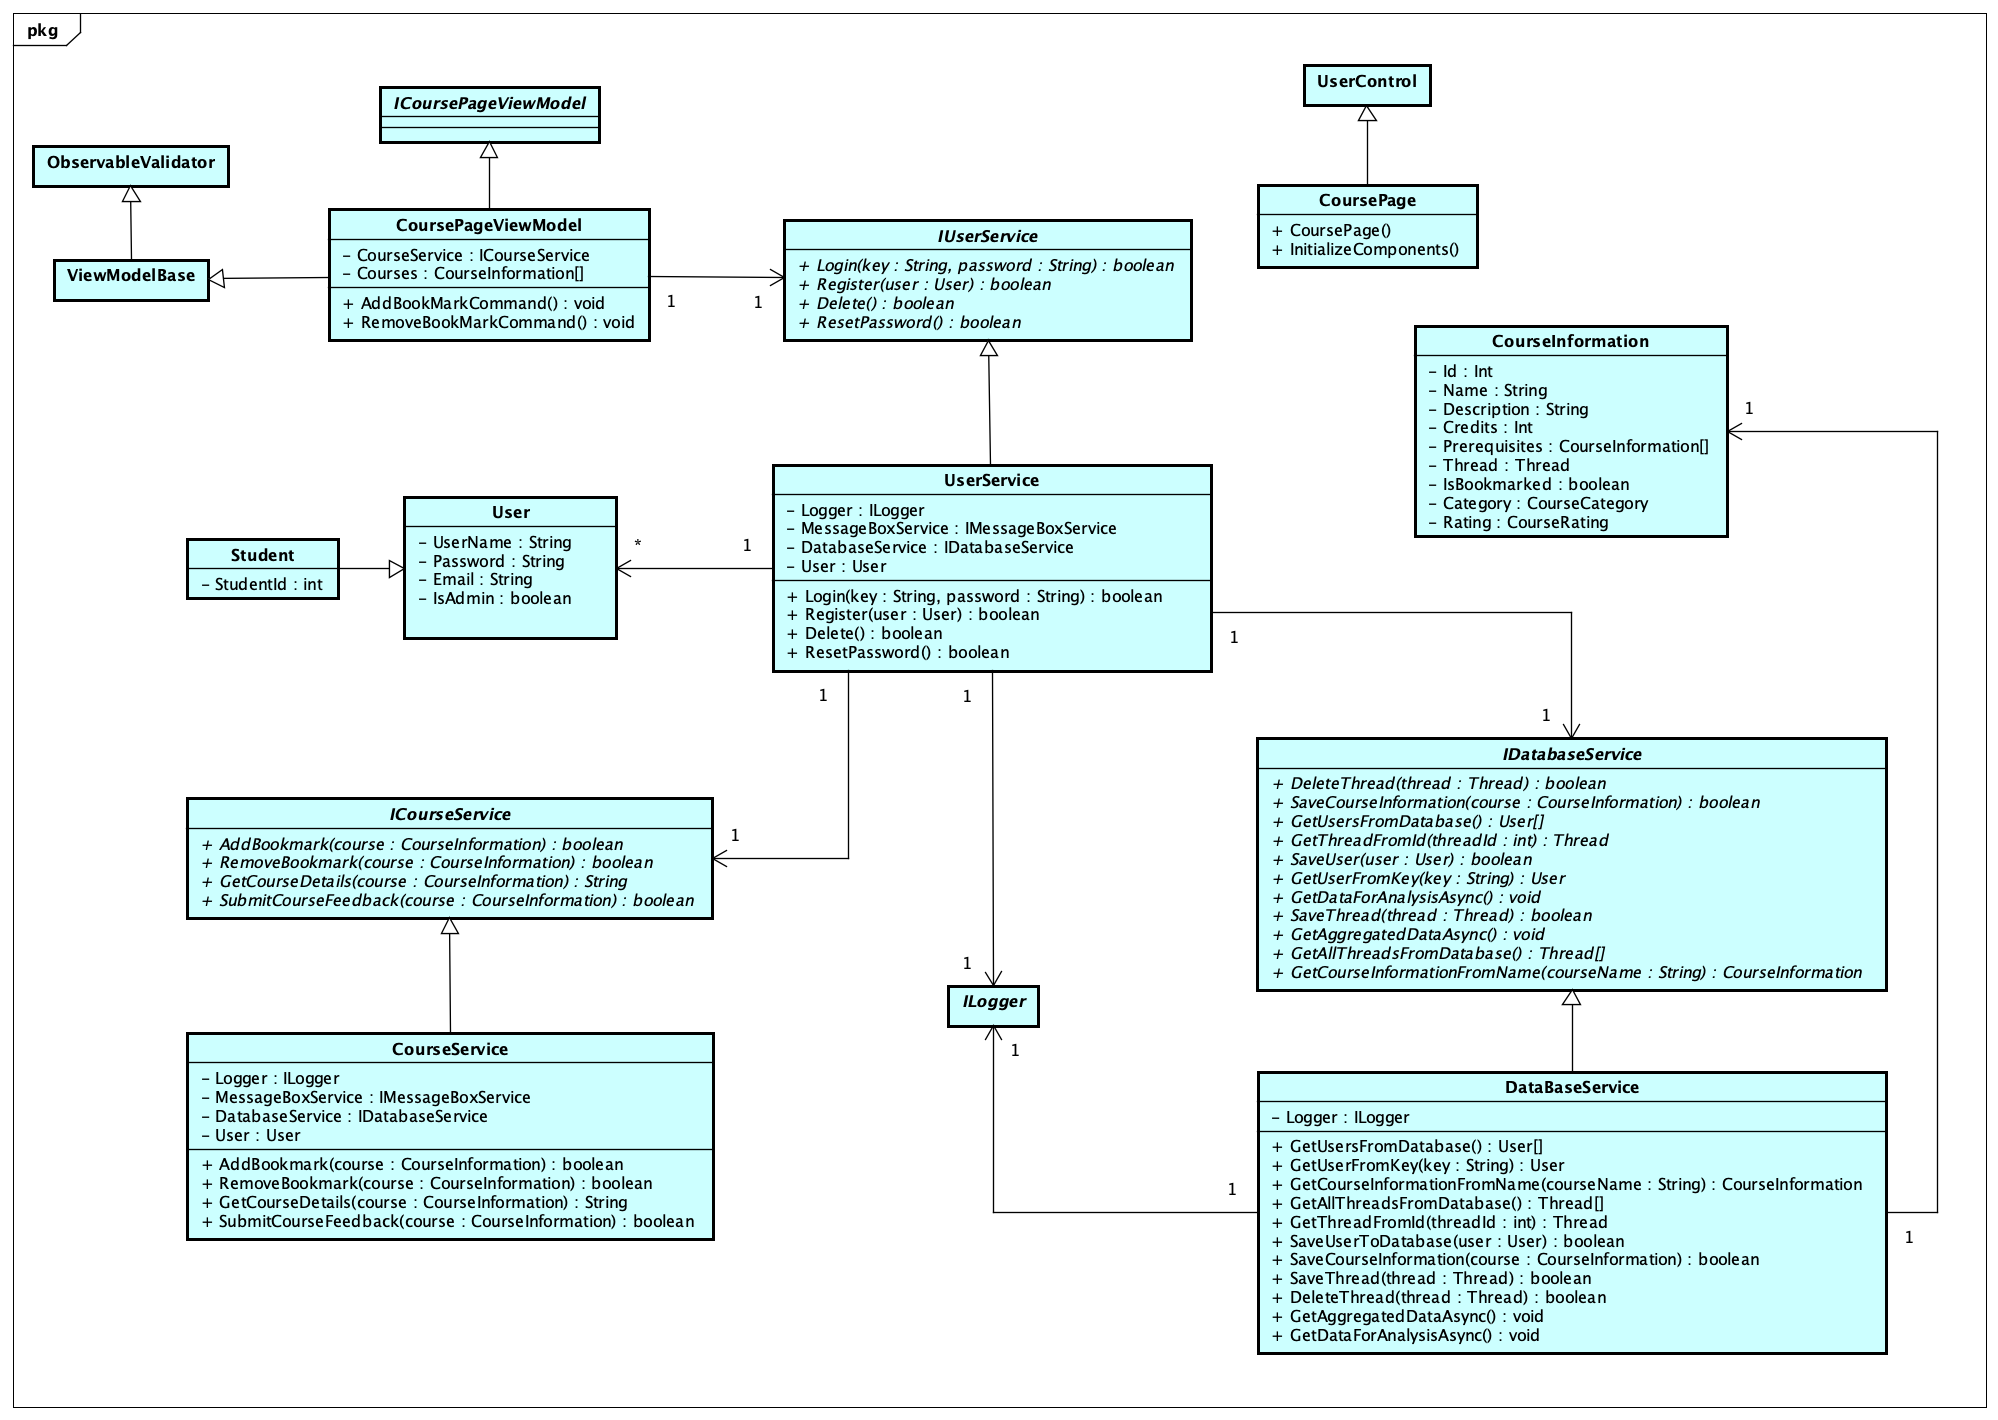 pkg
ICoursePageViewModel
UserControl
ObservableValidator
CoursePage
+ CoursePage()
+ InitializeComponents()
CoursePageViewModel
- CourseService : ICourseService
- Courses : CourseInformation[]
+ AddBookMarkCommand() : void
+ RemoveBookMarkCommand() : void
1
1
IUserService
+ Login(key : String, password : String) : boolean
+ Register(user : User) : boolean
+ Delete() : boolean
+ ResetPassword() : boolean
ViewModelBase
CourseInformation
- Id : Int
- Name : String
- Description : String
- Credits : Int
- Prerequisites : CourseInformation[]
- Thread : Thread
- IsBookmarked : boolean
- Category : CourseCategory
- Rating : CourseRating
1
UserService
- Logger : ILogger
- MessageBoxService : IMessageBoxService
- DatabaseService : IDatabaseService
- User : User
+ Login(key : String, password : String) : boolean
+ Register(user : User) : boolean
+ Delete() : boolean
+ ResetPassword() : boolean
User
- UserName : String
- Password : String
- Email : String
- IsAdmin : boolean
*
1
Student
- StudentId : int
1
1
1
1
IDatabaseService
+ DeleteThread(thread : Thread) : boolean
+ SaveCourseInformation(course : CourseInformation) : boolean
+ GetUsersFromDatabase() : User[]
+ GetThreadFromId(threadId : int) : Thread
+ SaveUser(user : User) : boolean
+ GetUserFromKey(key : String) : User
+ GetDataForAnalysisAsync() : void
+ SaveThread(thread : Thread) : boolean
+ GetAggregatedDataAsync() : void
+ GetAllThreadsFromDatabase() : Thread[]
+ GetCourseInformationFromName(courseName : String) : CourseInformation
ICourseService
+ AddBookmark(course : CourseInformation) : boolean
+ RemoveBookmark(course : CourseInformation) : boolean
+ GetCourseDetails(course : CourseInformation) : String
+ SubmitCourseFeedback(course : CourseInformation) : boolean
1
1
ILogger
1
CourseService
- Logger : ILogger
- MessageBoxService : IMessageBoxService
- DatabaseService : IDatabaseService
- User : User
+ AddBookmark(course : CourseInformation) : boolean
+ RemoveBookmark(course : CourseInformation) : boolean
+ GetCourseDetails(course : CourseInformation) : String
+ SubmitCourseFeedback(course : CourseInformation) : boolean
DataBaseService
- Logger : ILogger
+ GetUsersFromDatabase() : User[]
+ GetUserFromKey(key : String) : User
+ GetCourseInformationFromName(courseName : String) : CourseInformation
+ GetAllThreadsFromDatabase() : Thread[]
+ GetThreadFromId(threadId : int) : Thread
+ SaveUserToDatabase(user : User) : boolean
+ SaveCourseInformation(course : CourseInformation) : boolean
+ SaveThread(thread : Thread) : boolean
+ DeleteThread(thread : Thread) : boolean
+ GetAggregatedDataAsync() : void
+ GetDataForAnalysisAsync() : void
1
1